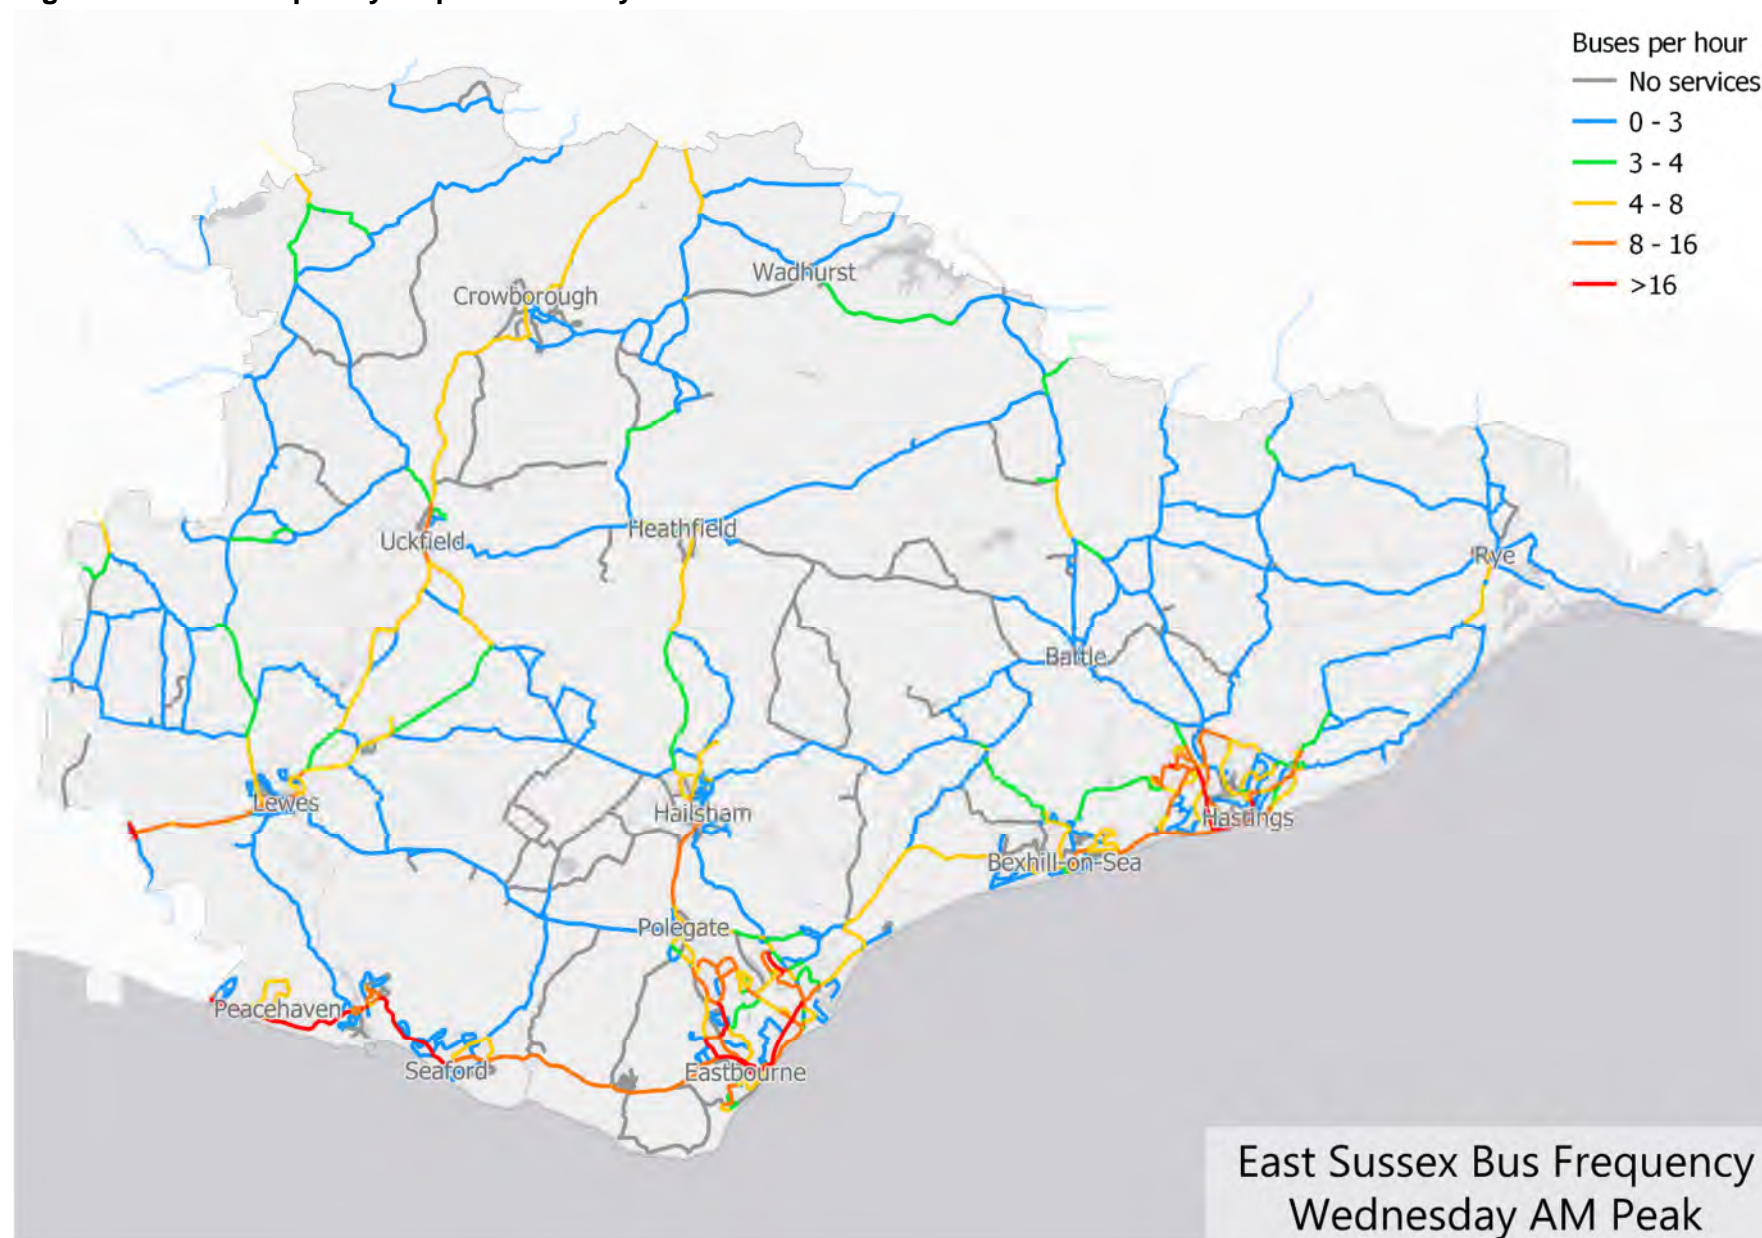 Buses per hour
No services
0 - 3
3 - 4
4 - 8
8 - 16
>16
Wadhurst
Crowborough
Heathfield
Uckfield
Rye
Battle
Lewes
Hailsham
Hastings
Bexhill-on-Sea
Polegate
Peacehaven
Seaford
Eastbourne
East Sussex Bus Frequency
Wednesday AM Peak